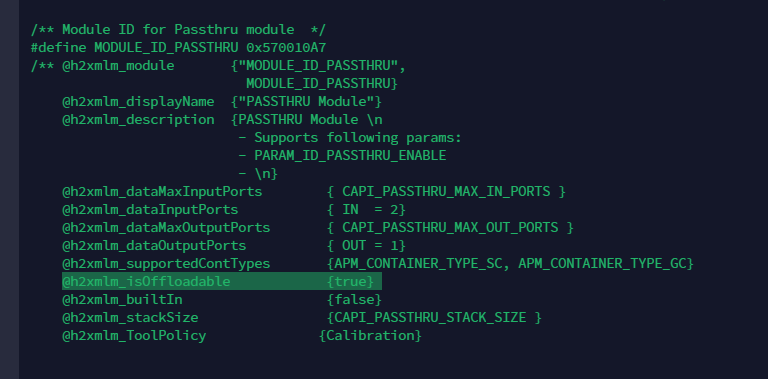 /** Module ID for Passthru module  */
#define MODULE_ID_PASSTHRU 0x570010A7
/** @h2xmlm_module       {"MODULE_ID_PASSTHRU",
                           MODULE_ID_PASSTHRU}
    @h2xmlm_displayName  {"PASSTHRU Module"}
    @h2xmlm_description  {PASSTHRU Module \n
                          - Supports following params:
                          - PARAM_ID_PASSTHRU_ENABLE
                          - \n}
    @h2xmlm_dataMaxInputPorts        { CAPI_PASSTHRU_MAX_IN_PORTS }
    @h2xmlm_dataInputPorts           { IN  = 2}
    @h2xmlm_dataMaxOutputPorts       { CAPI_PASSTHRU_MAX_OUT_PORTS }
    @h2xmlm_dataOutputPorts          { OUT = 1}
    @h2xmlm_supportedContTypes       {APM_CONTAINER_TYPE_SC, APM_CONTAINER_TYPE_GC}
    @h2xmlm_isOffloadable            {true}
    @h2xmlm_builtIn                  {false}
    @h2xmlm_stackSize                {CAPI_PASSTHRU_STACK_SIZE }
    @h2xmlm_ToolPolicy              {Calibration}